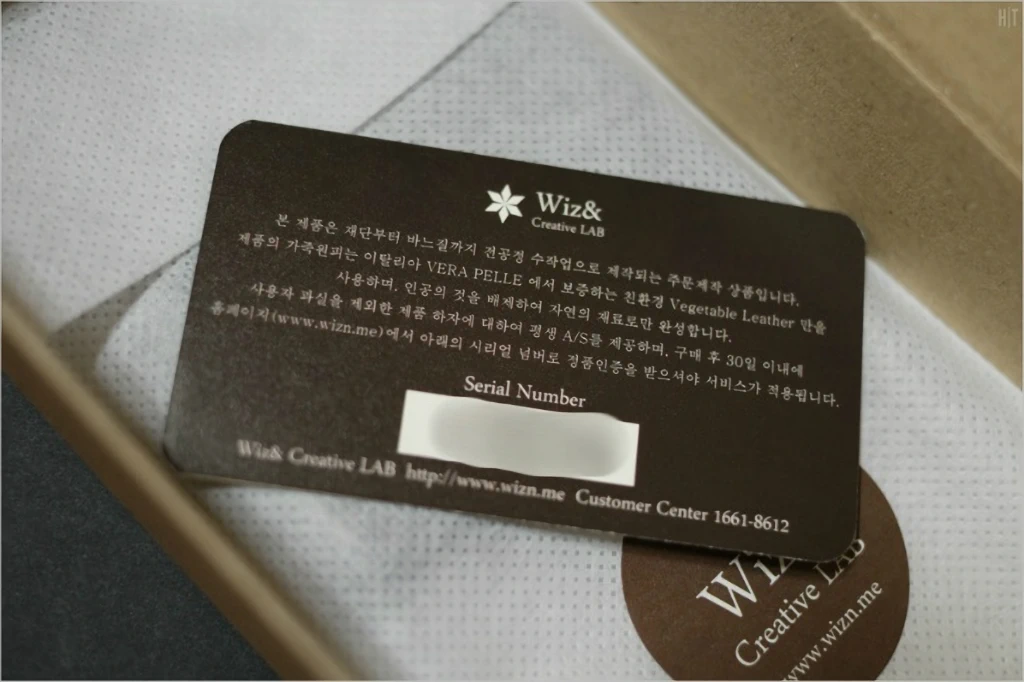 Wiz&
Creative LAB
본 제품은 재단부터 바느질까지 전공정 수작업으로 제작되는 주문제작 상품입니다.
제품의 가죽원피는 이탈리아 VERA PELLE 에서 보증하는 친환경 Vegetable Leather 만을
사용하며, 인공의 것을 배제하여 자연의 재료로만 완성합니다.
사용자 과실을 제외한 제품 하자에 대하여 평생 A/S를 제공하며, 구매 후 30일 이내에
홈페이지(www.wizn.me)에서 아래의 시리얼 넘버로 정품인증을 받으셔야 서비스가 적용됩니다.
Serial Number
Wiz& Creative LAB http://www.wizn.me Customer Center 1661-8612
Wiz
Creative LAB
www.wizn.me
HIT